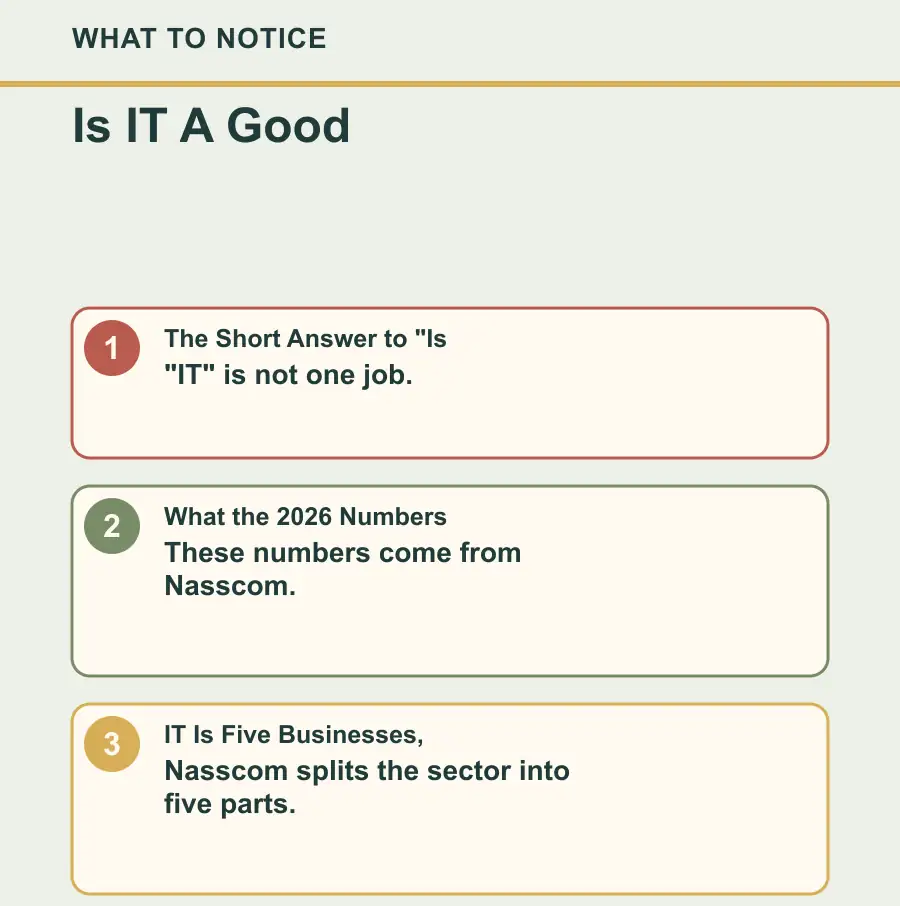 WHAT TO NOTICE
Is IT A Good
1
The Short Answer to "Is
"IT" is not one job.
2
What the 2026 Numbers
These numbers come from
Nasscom.
3
IT Is Five Businesses,
Nasscom splits the sector into
five parts.